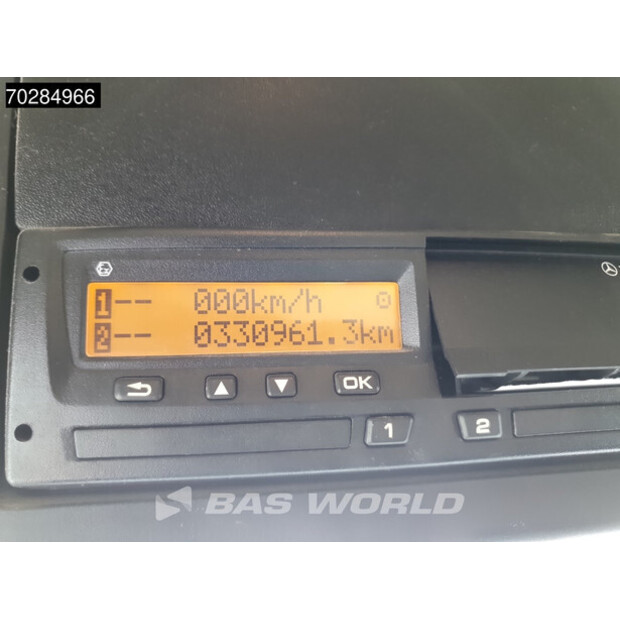 70284966
1-- 000km/h
2-- 0330961.3km
OK
1
2
BAS WORLD